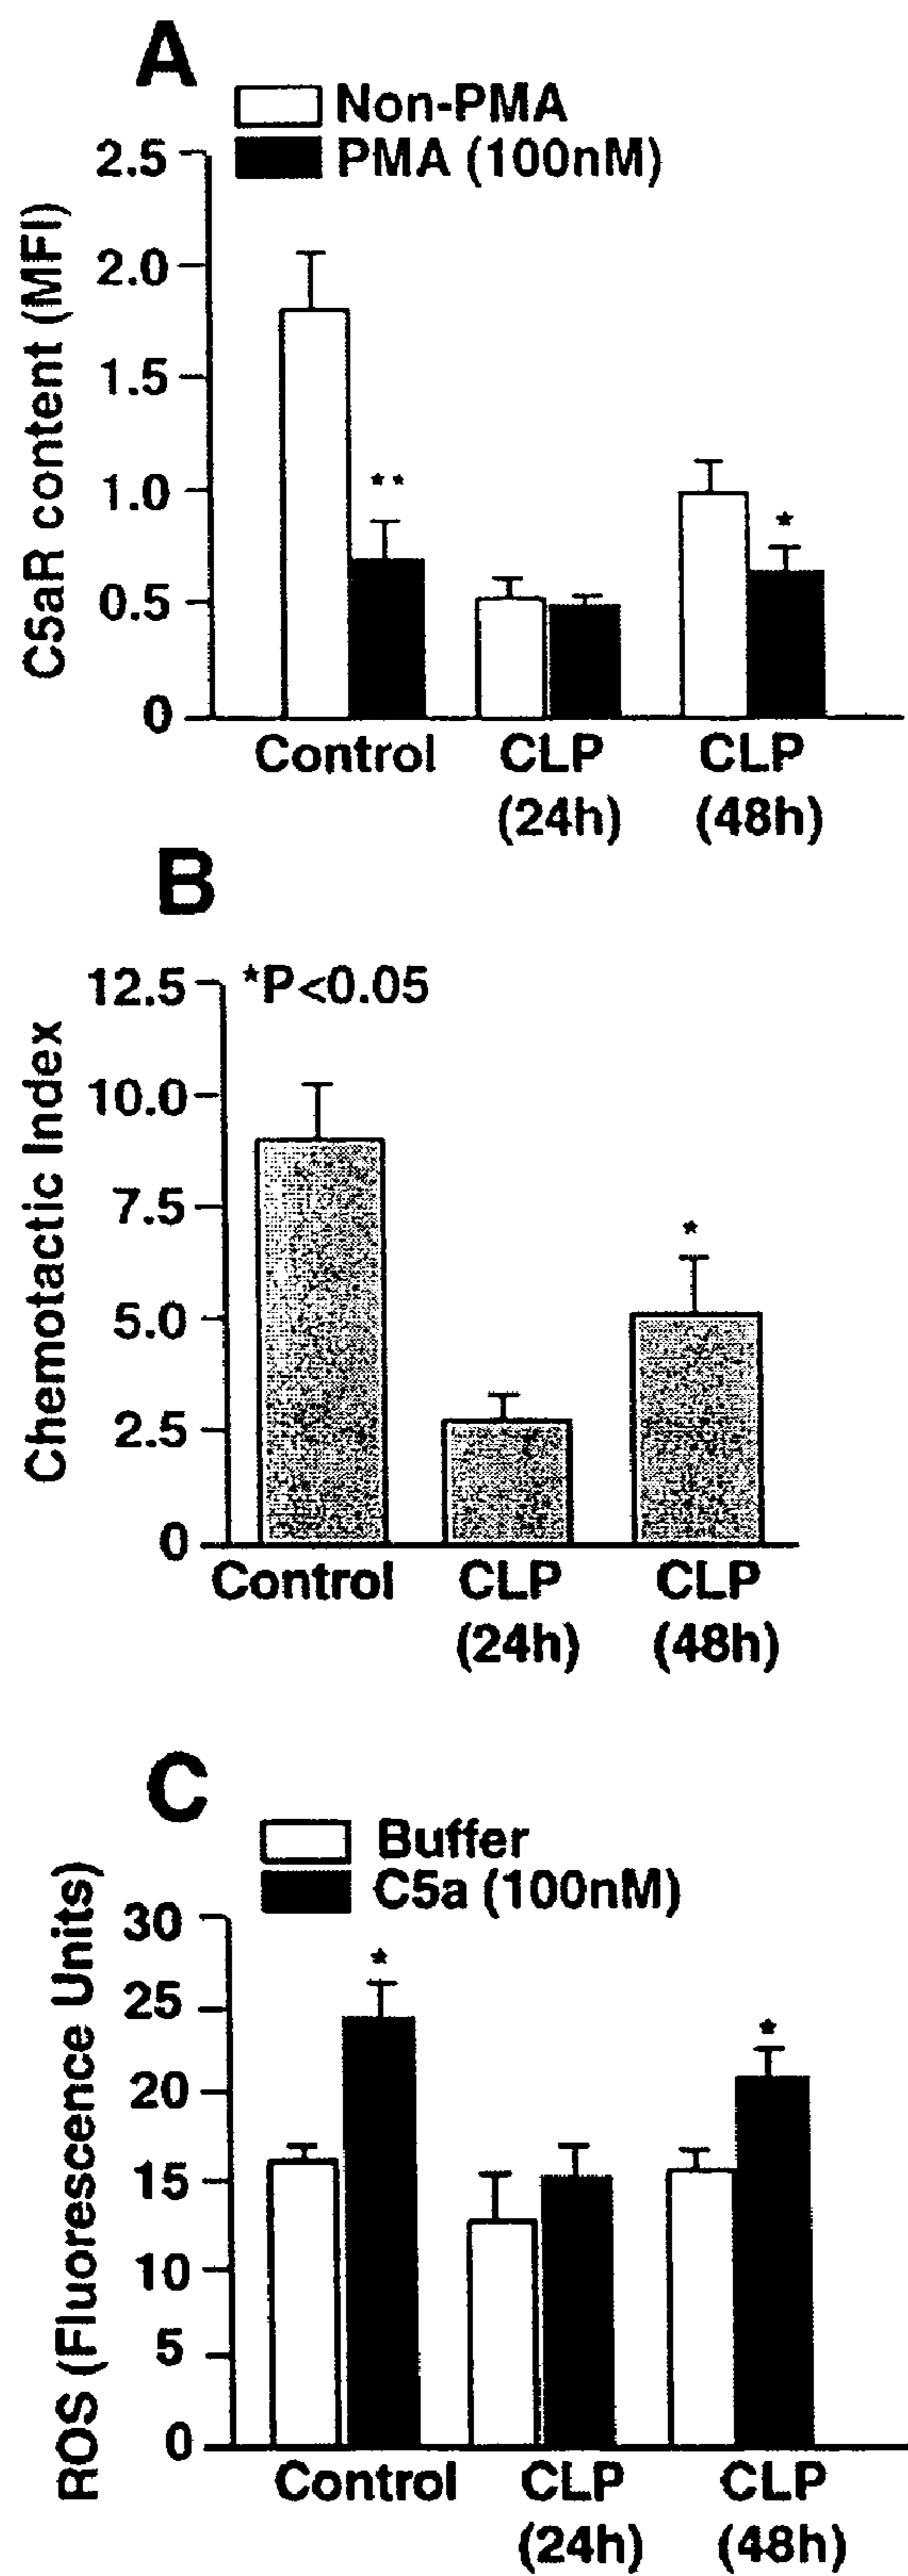 A
Non-PMA
PMA (100nM)
C5aR content (MFI)
2.5
2.0
1.5
1.0
0.5
0
**
*
Control
CLP
(24h)
CLP
(48h)
B
*P<0.05
Chemotactic Index
12.5
10.0
7.5
5.0
2.5
0
*
Control
CLP
(24h)
CLP
(48h)
C
Buffer
C5a (100nM)
ROS (Fluorescence Units)
30
25
20
15
10
5
0
*
*
Control
CLP
(24h)
CLP
(48h)